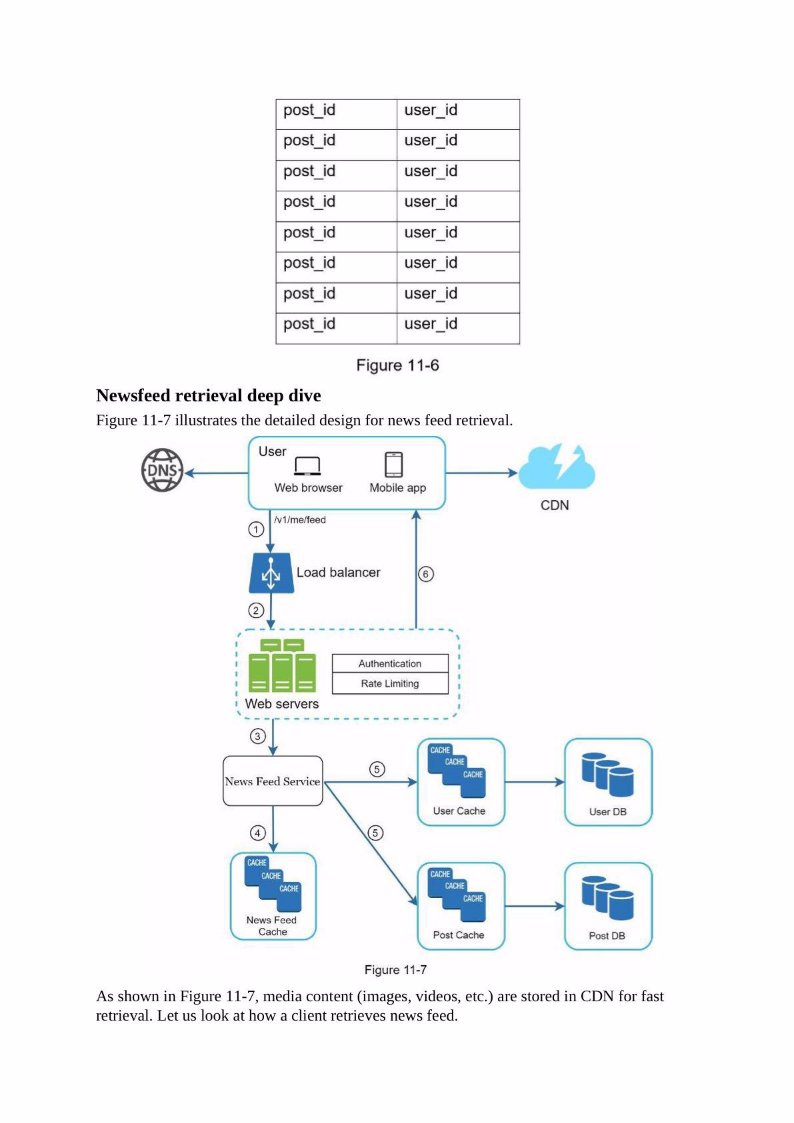 post_id user_id
post_id user_id
post_id user_id
post_id user_id
post_id user_id
post_id user_id
post_id user_id
post_id user_id
Figure 11-6
Newsfeed retrieval deep dive
Figure 11-7 illustrates the detailed design for news feed retrieval.
User
DNS
Web browser Mobile app
CDN
1 /v1/me/feed
Load balancer
6
2
Authentication
Rate Limiting
Web servers
3
News Feed Service
5
CACHE
CACHE
CACHE
User Cache
User DB
4
5
CACHE
CACHE
CACHE
News Feed
Cache
CACHE
CACHE
CACHE
Post Cache
Post DB
Figure 11-7
As shown in Figure 11-7, media content (images, videos, etc.) are stored in CDN for fast
retrieval. Let us look at how a client retrieves news feed.